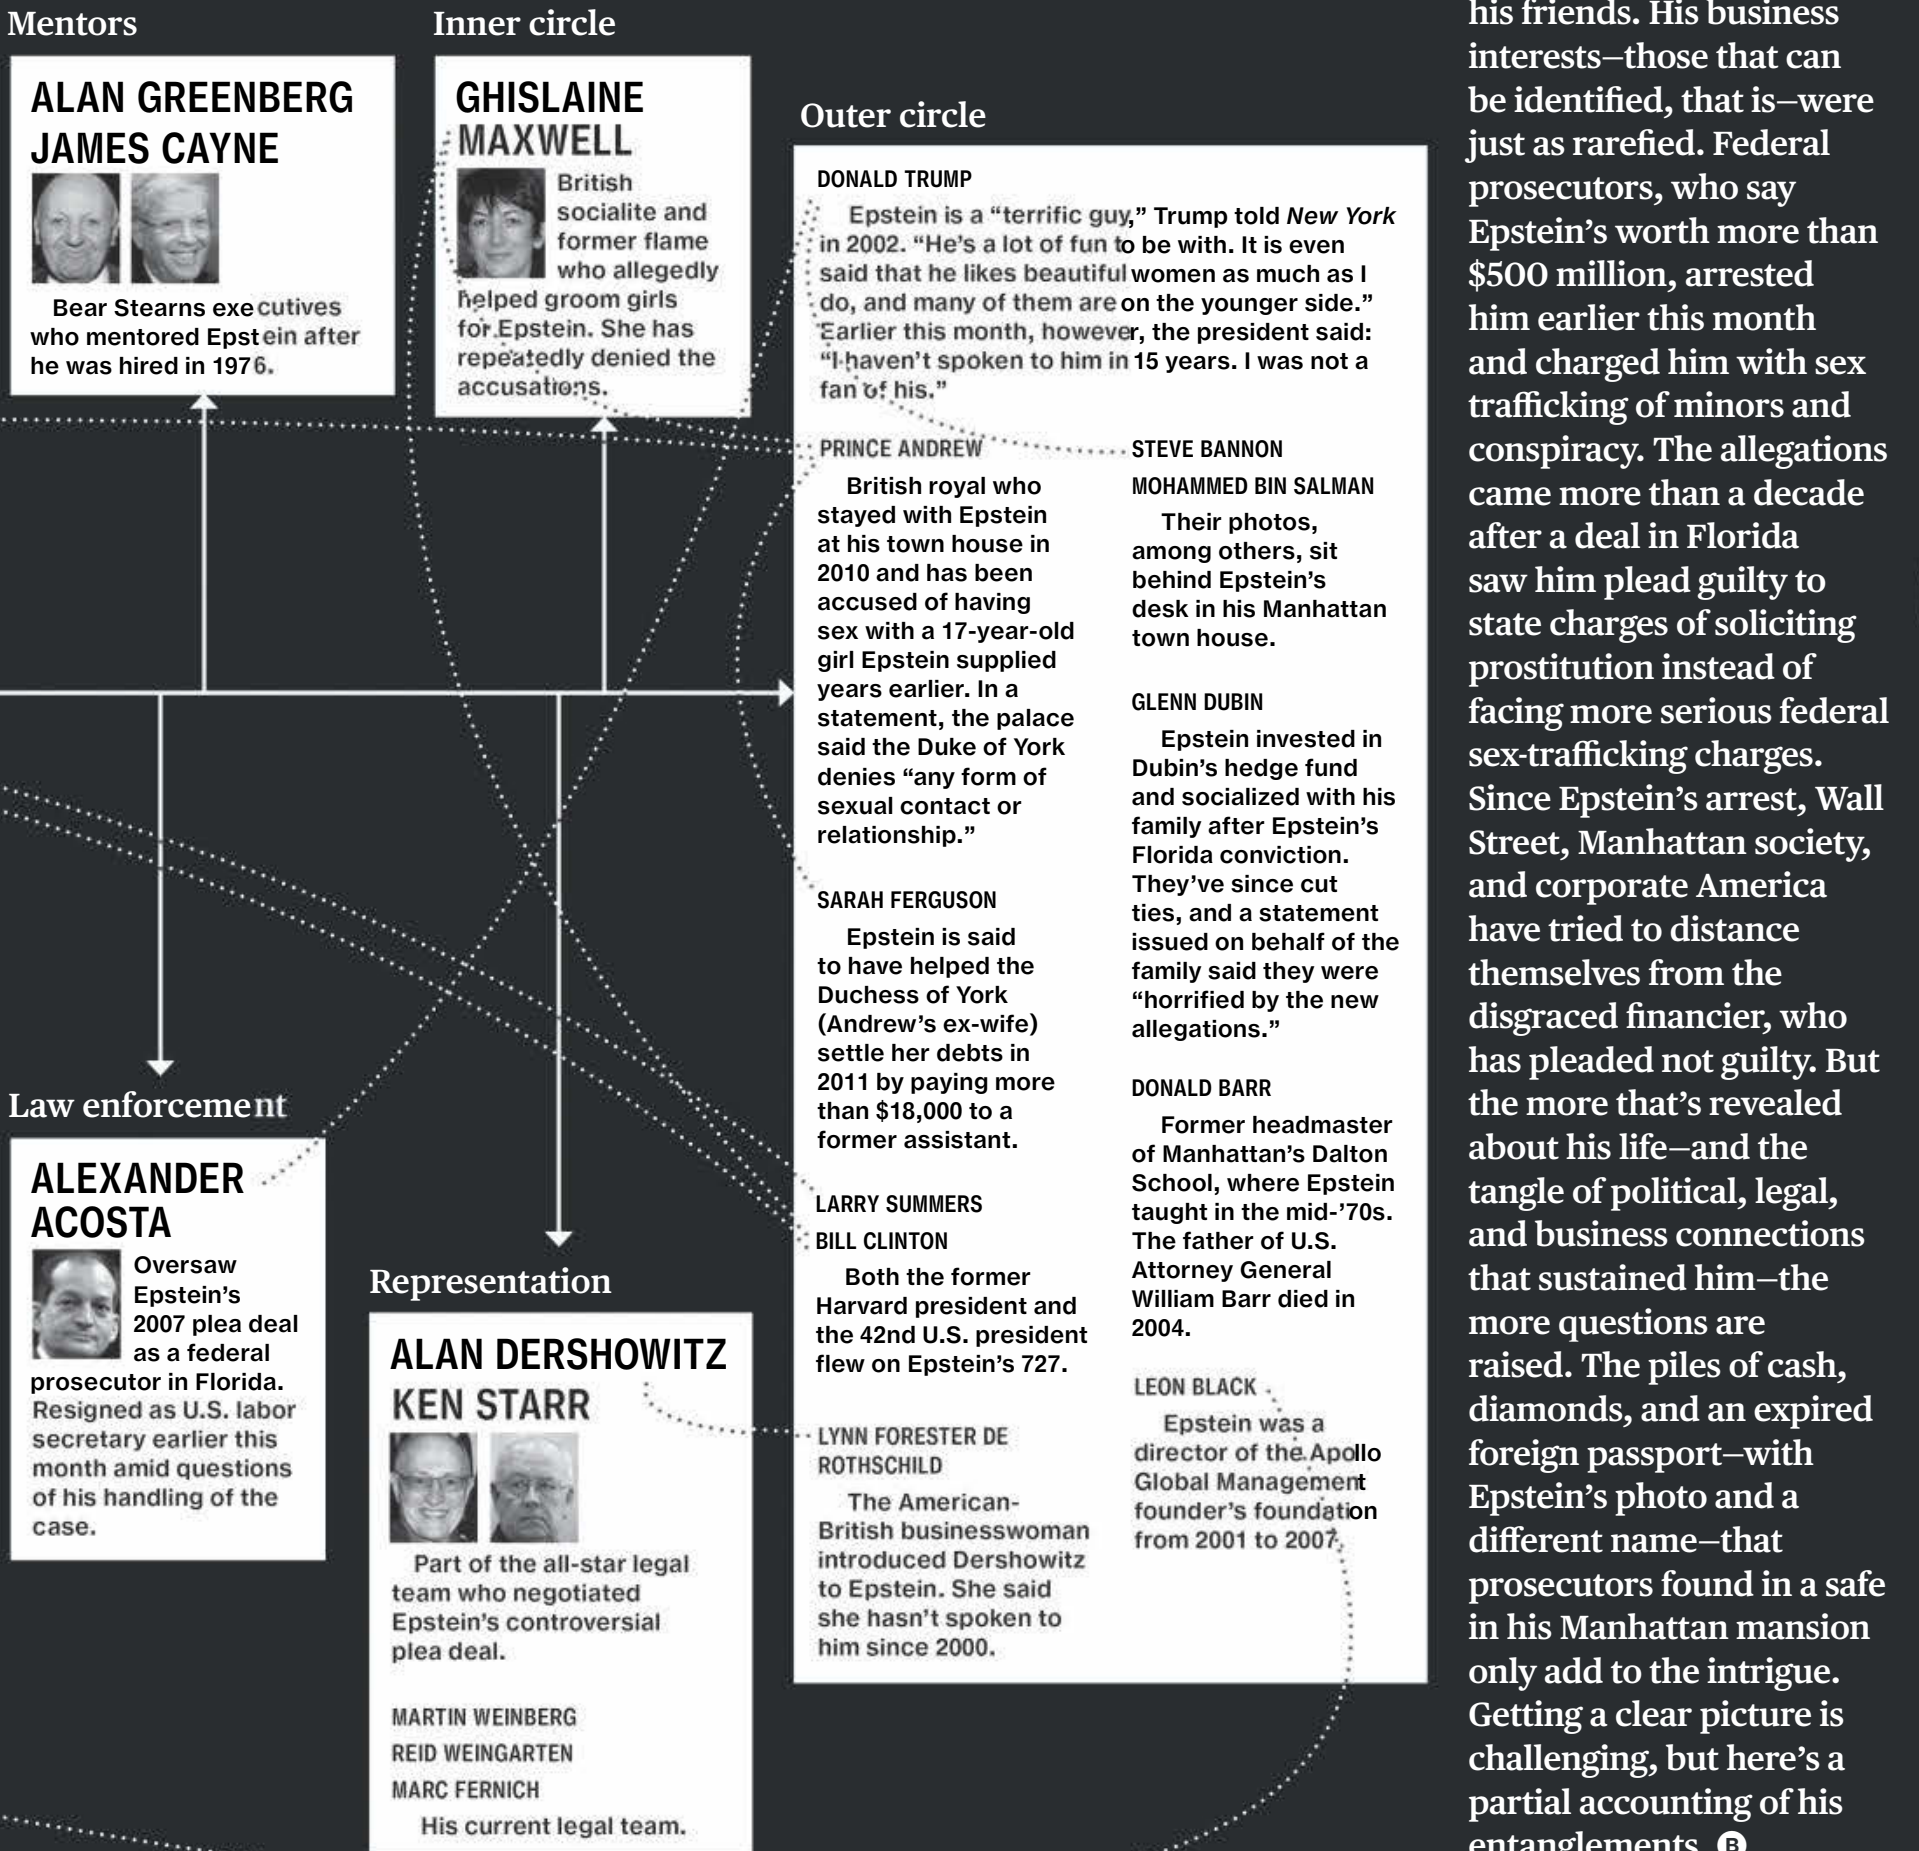 Mentors
ALAN GREENBERG
JAMES CAYNE
Bear Stearns executives
who mentored Epstein after
he was hired in 1976.
Inner circle
GHISLAINE
MAXWELL
British
socialite and
former flame
who allegedly
helped groom girls
for Epstein. She has
repeatedly denied the
accusations.
Outer circle
DONALD TRUMP
Epstein is a “terrific guy,” Trump told New York
in 2002. “He’s a lot of fun to be with. It is even
said that he likes beautiful women as much as I
do, and many of them are on the younger side.”
Earlier this month, however, the president said:
“I haven’t spoken to him in 15 years. I was not a
fan of his.”
PRINCE ANDREW
British royal who
stayed with Epstein
at his town house in
2010 and has been
accused of having
sex with a 17-year-old
girl Epstein supplied
years earlier. In a
statement, the palace
said the Duke of York
denies “any form of
sexual contact or
relationship.”
SARAH FERGUSON
Epstein is said
to have helped the
Duchess of York
(Andrew’s ex-wife)
settle her debts in
2011 by paying more
than $18,000 to a
former assistant.
LARRY SUMMERS
BILL CLINTON
Both the former
Harvard president and
the 42nd U.S. president
flew on Epstein’s 727.
LYNN FORESTER DE
ROTHSCHILD
The American-
British businesswoman
introduced Dershowitz
to Epstein. She said
she hasn’t spoken to
him since 2000.
STEVE BANNON
MOHAMMED BIN SALMAN
Their photos,
among others, sit
behind Epstein’s
desk in his Manhattan
town house.
GLENN DUBIN
Epstein invested in
Dubin’s hedge fund
and socialized with his
family after Epstein’s
Florida conviction.
They’ve since cut
ties, and a statement
issued on behalf of the
family said they were
“horrified by the new
allegations.”
DONALD BARR
Former headmaster
of Manhattan’s Dalton
School, where Epstein
taught in the mid-’70s.
The father of U.S.
Attorney General
William Barr died in
2004.
LEON BLACK
Epstein was a
director of the Apollo
Global Management
founder’s foundation
from 2001 to 2007.
Law enforcement
ALEXANDER
ACOSTA
Oversaw
Epstein’s
2007 plea deal
as a federal
prosecutor in Florida.
Resigned as U.S. labor
secretary earlier this
month amid questions
of his handling of the
case.
Representation
ALAN DERSHOWITZ
KEN STARR
Part of the all-star legal
team who negotiated
Epstein’s controversial
plea deal.
MARTIN WEINBERG
REID WEINGARTEN
MARC FERNICH
His current legal team.
his friends. His business
interests—those that can
be identified, that is—were
just as rarefied. Federal
prosecutors, who say
Epstein’s worth more than
$500 million, arrested
him earlier this month
and charged him with sex
trafficking of minors and
conspiracy. The allegations
came more than a decade
after a deal in Florida
saw him plead guilty to
state charges of soliciting
prostitution instead of
facing more serious federal
sex-trafficking charges.
Since Epstein’s arrest, Wall
Street, Manhattan society,
and corporate America
have tried to distance
themselves from the
disgraced financier, who
has pleaded not guilty. But
the more that’s revealed
about his life—and the
tangle of political, legal,
and business connections
that sustained him—the
more questions are
raised. The piles of cash,
diamonds, and an expired
foreign passport—with
Epstein’s photo and a
different name—that
prosecutors found in a safe
in his Manhattan mansion
only add to the intrigue.
Getting a clear picture is
challenging, but here’s a
partial accounting of his
entanglements. B